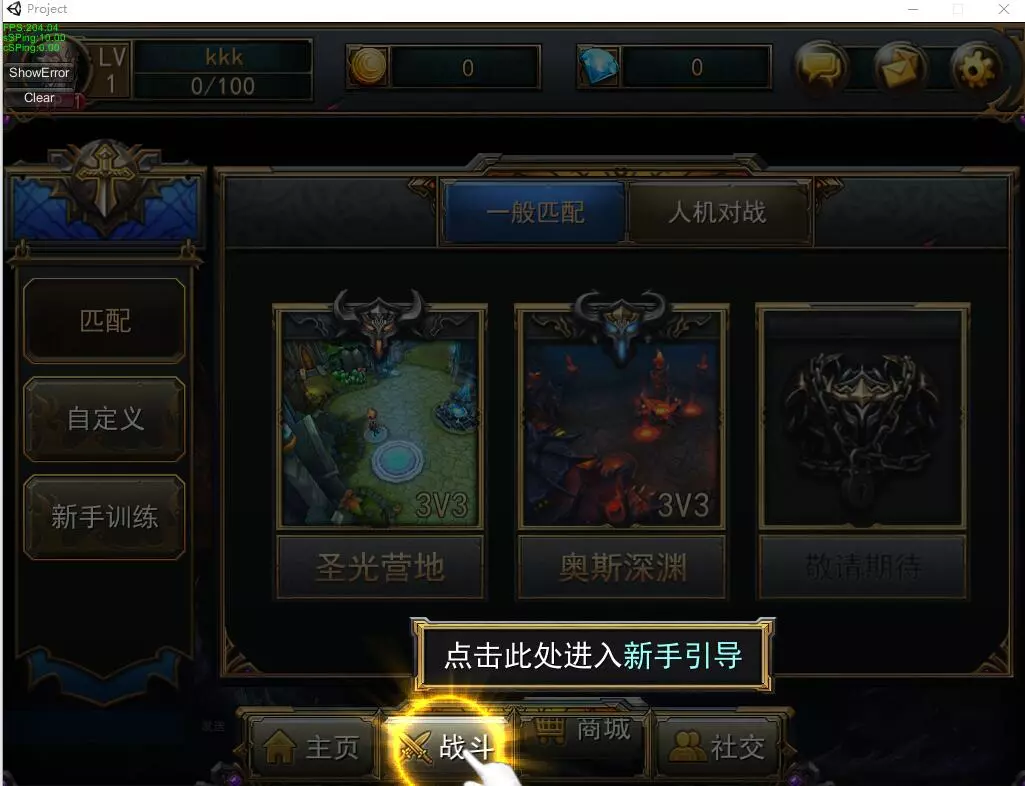 Project
FPS:204.04
sSPing:10.00
cSPing:0.00
ShowError
Clear
1
LV
1
kkk
0/100
0
0
一般匹配
人机对战
匹配
自定义
新手训练
3V3
圣光营地
3V3
奥斯深渊
敬请期待
点击此处进入新手引导
发送
主页
战斗
商城
社交